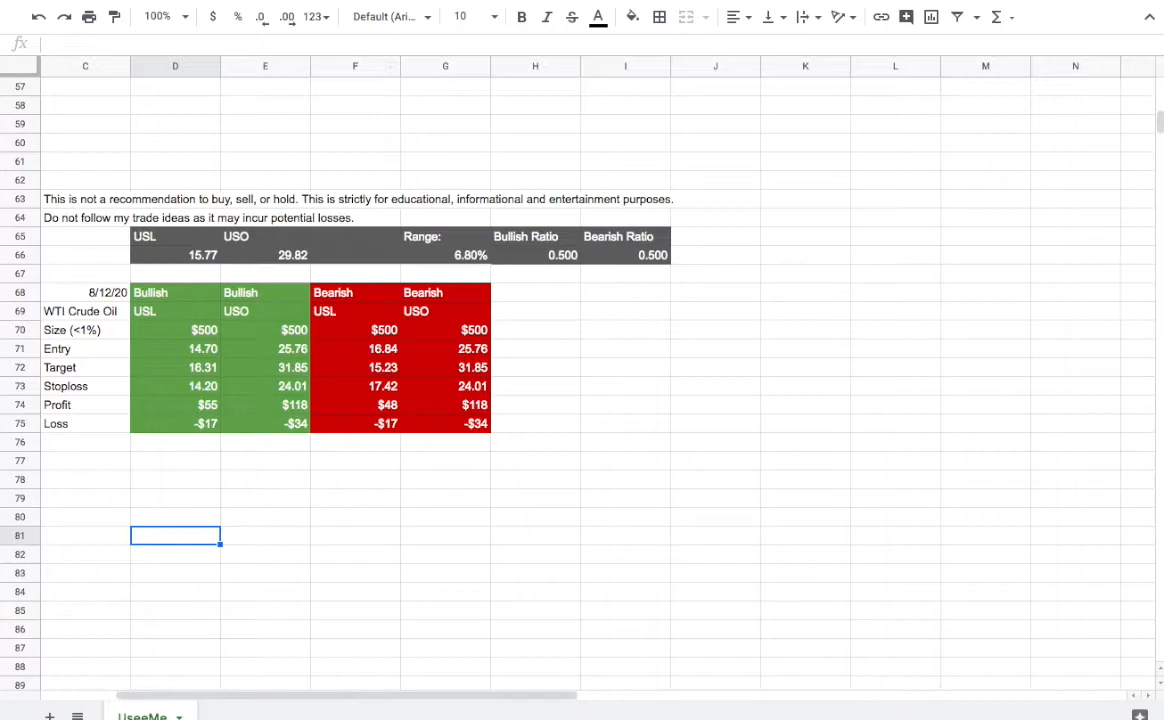 100% $ % .0 .00 123 Default (Ari... 10 B I S A Σ
fx
C D E F G H I J K L M N
57
58
59
60
61
62
63 This is not a recommendation to buy, sell, or hold. This is strictly for educational, informational and entertainment purposes.
64 Do not follow my trade ideas as it may incur potential losses.
65 USL USO Range: Bullish Ratio Bearish Ratio
66 15.77 29.82 6.80% 0.500 0.500
67
68 8/12/20 Bullish Bullish Bearish Bearish
69 WTI Crude Oil USL USO USL USO
70 Size (<1%) $500 $500 $500 $500
71 Entry 14.70 25.76 16.84 25.76
72 Target 16.31 31.85 15.23 31.85
73 Stoploss 14.20 24.01 17.42 24.01
74 Profit $55 $118 $48 $118
75 Loss -$17 -$34 -$17 -$34
76
77
78
79
80
81
82
83
84
85
86
87
88
89
UseeMe